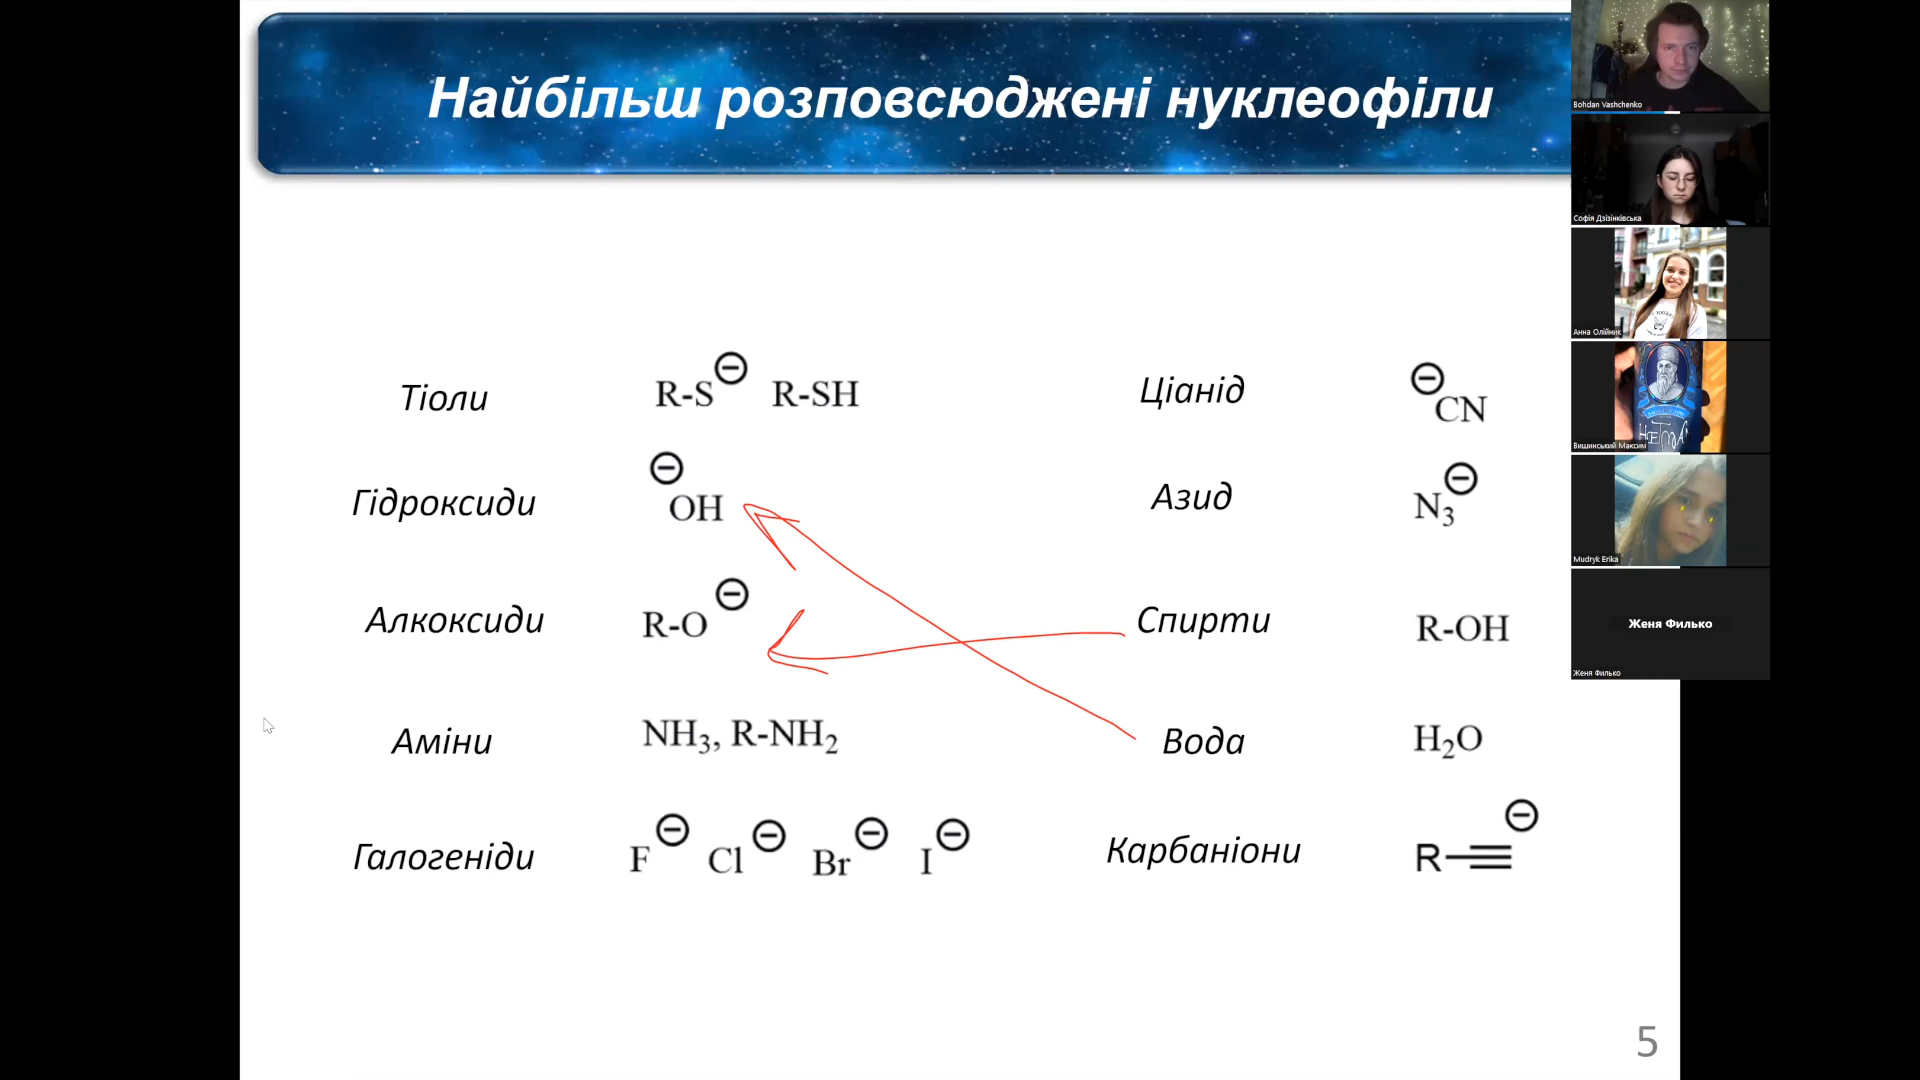 Найбільш розповсюджені нуклеофіли
Тіоли R-S⊖ R-SH Ціанід ⊖CN
Гідроксиди ⊖OH Азид N₃⊖
Алкоксиди R-O⊖ Спирти R-OH
Аміни NH₃, R-NH₂ Вода H₂O
Галогеніди F⊖ Cl⊖ Br⊖ I⊖ Карбаніони R-≡⊖
5
Bohdan Vashchenko
Софія Дзізінківська
Анна Олійник
Вишинський Максим
Mudryk Erika
Женя Филько
Женя Филько